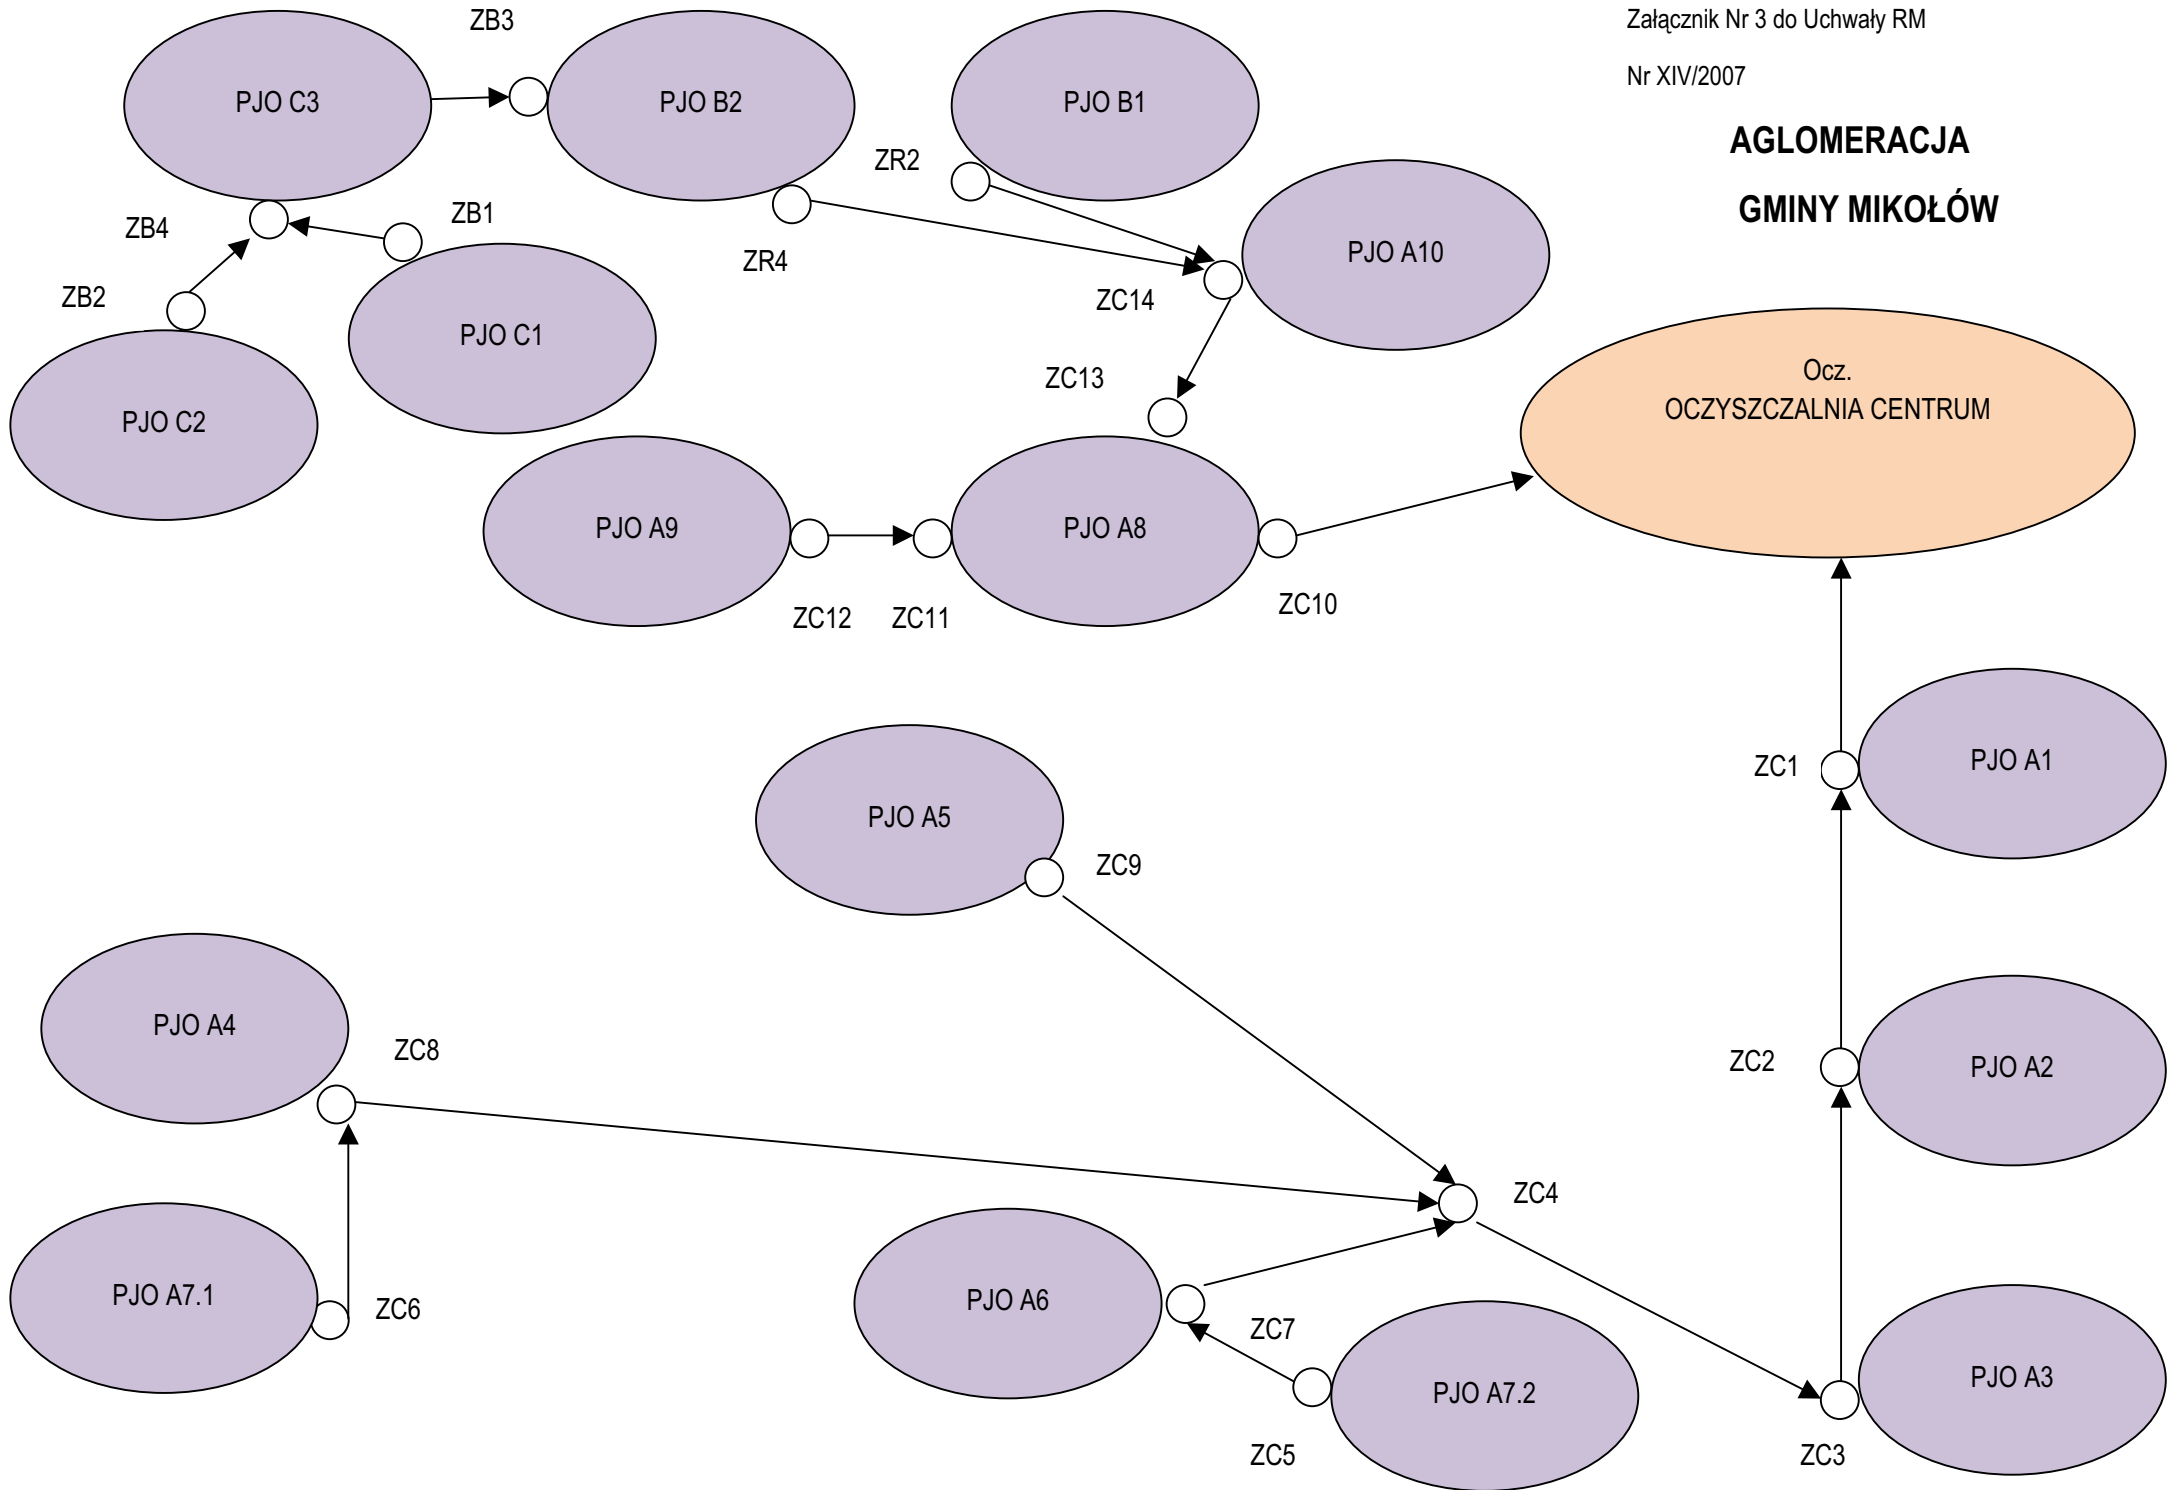 Załącznik Nr 3 do Uchwały RM
Nr XIV/2007
AGLOMERACJA
GMINY MIKOŁÓW
ZB3
PJO C3
PJO B2
PJO B1
ZR2
ZB4
ZB1
ZR4
PJO A10
ZB2
ZC14
PJO C1
PJO C2
ZC13
Ocz.
OCZYSZCZALNIA CENTRUM
PJO A9
PJO A8
ZC12
ZC11
ZC10
ZC1
PJO A1
PJO A5
ZC9
PJO A4
ZC8
ZC2
PJO A2
ZC4
PJO A7.1
ZC6
PJO A6
ZC7
PJO A7.2
PJO A3
ZC5
ZC3